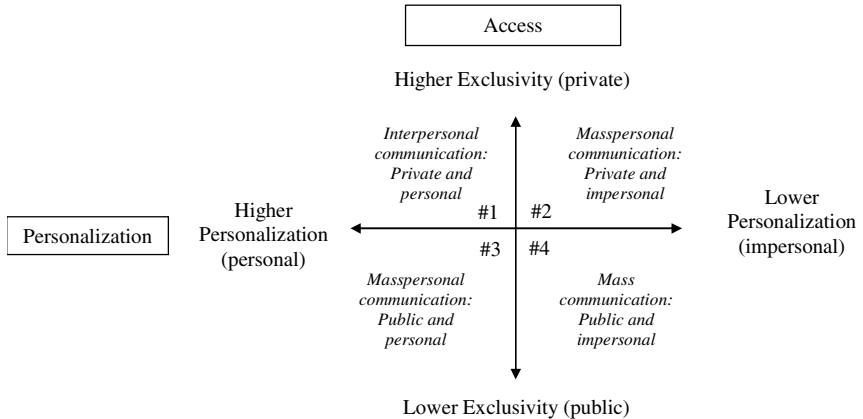 Access
Higher Exclusivity (private)
Interpersonal
communication:
Private and
personal
Masspersonal
communication:
Private and
impersonal
#1
#2
Personalization
Higher
Personalization
(personal)
Lower
Personalization
(impersonal)
#3
#4
Masspersonal
communication:
Public and
personal
Mass
communication:
Public and
impersonal
Lower Exclusivity (public)